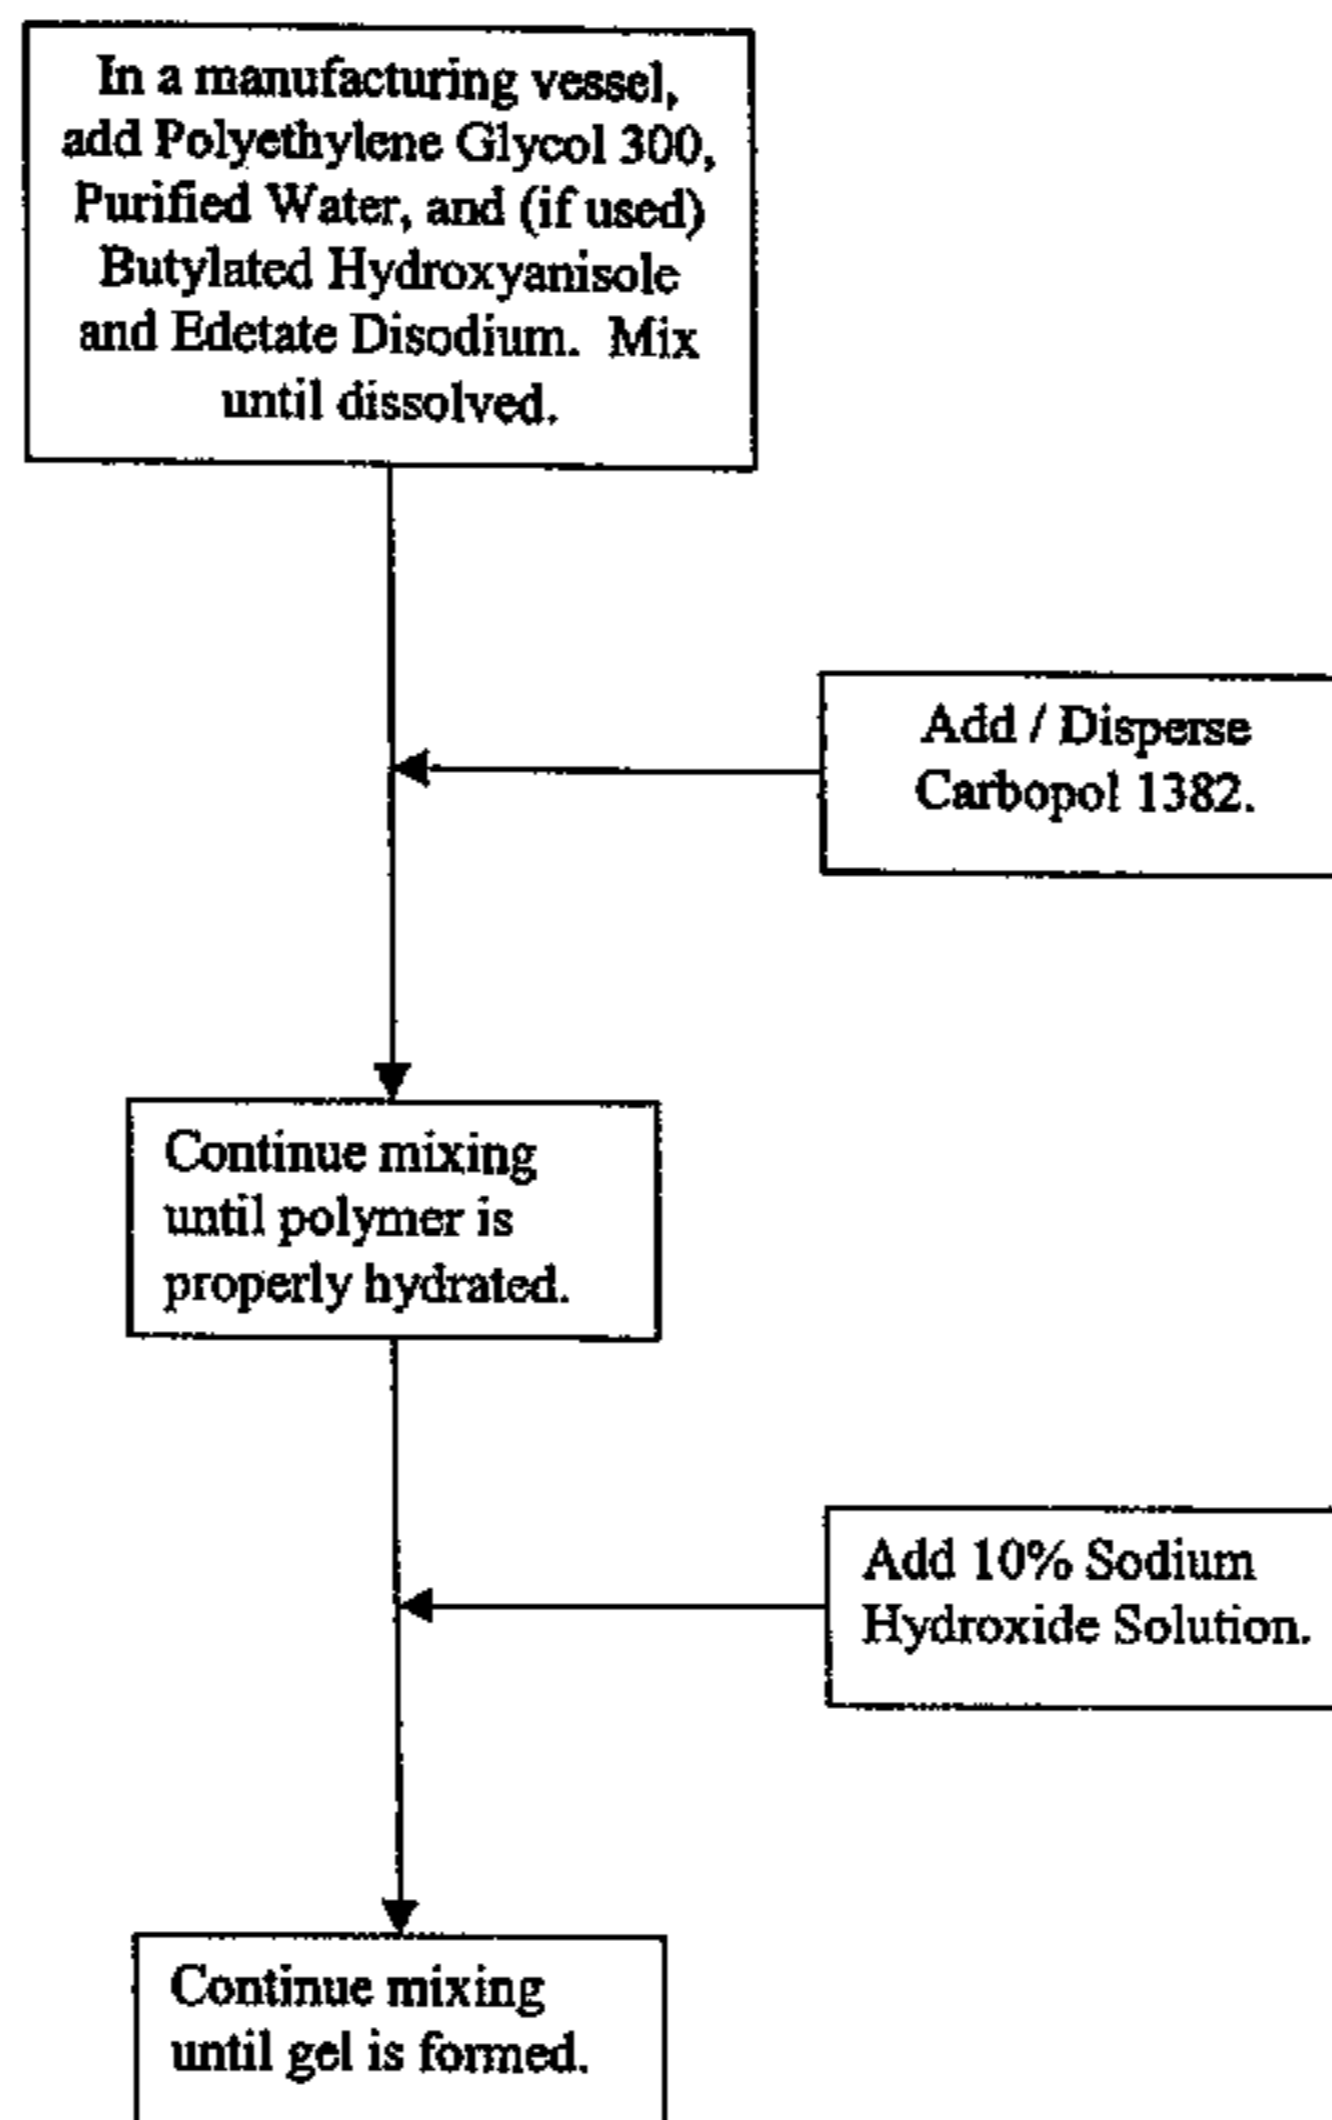 In a manufacturing vessel,
add Polyethylene Glycol 300,
Purified Water, and (if used)
Butylated Hydroxyanisole
and Edetate Disodium.  Mix
until dissolved.
Add / Disperse
Carbopol 1382.
Continue mixing
until polymer is
properly hydrated.
Add 10% Sodium
Hydroxide Solution.
Continue mixing
until gel is formed.